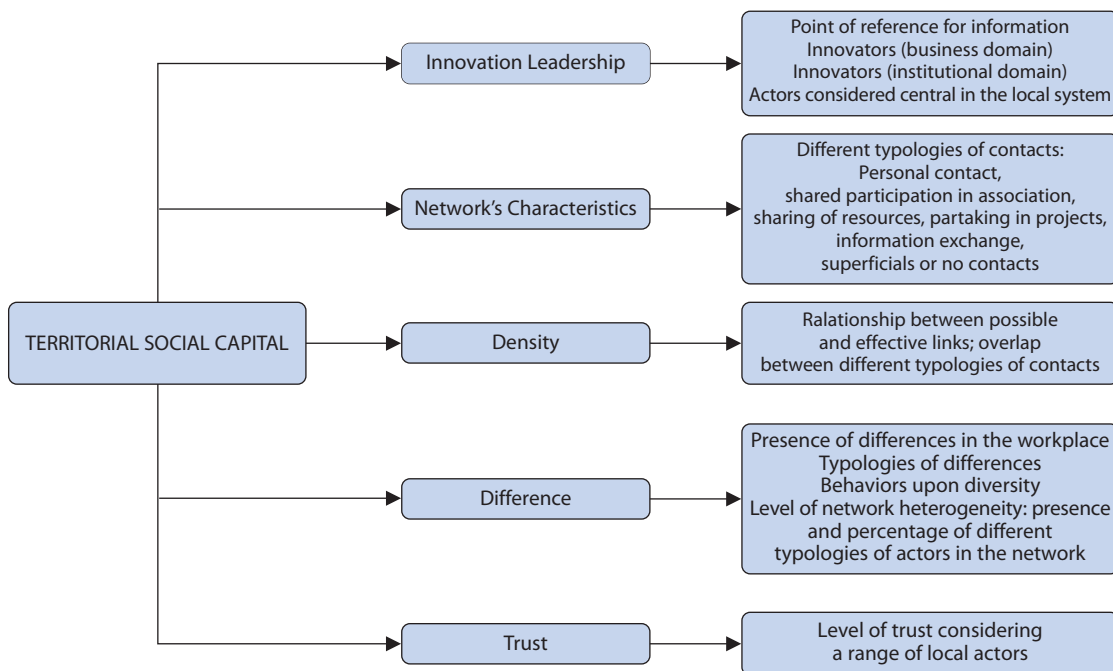 Innovation Leadership
Point of reference for information
Innovators (business domain)
Innovators (institutional domain)
Actors considered central in the local system
Network's Characteristics
Different typologies of contacts:
Personal contact,
shared participation in association,
sharing of resources, partaking in projects,
information exchange,
superficials or no contacts
TERRITORIAL SOCIAL CAPITAL
Density
Ralationship between possible
and effective links; overlap
between different typologies of contacts
Difference
Presence of differences in the workplace
Typologies of differences
Behaviors upon diversity
Level of network heterogeneity: presence
and percentage of different
typologies of actors in the network
Trust
Level of trust considering
a range of local actors